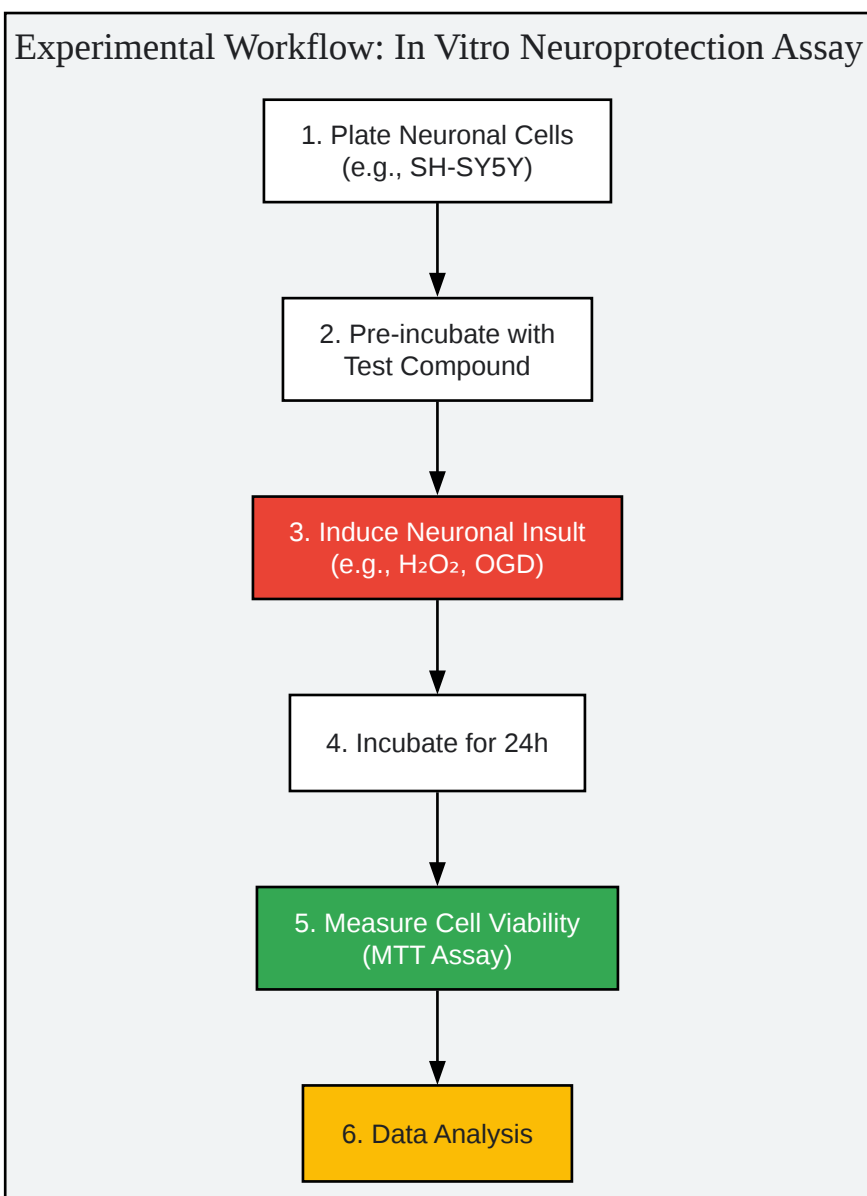 Experimental Workflow: In Vitro Neuroprotection Assay
1. Plate Neuronal Cells
(e.g., SH-SY5Y)
2. Pre-incubate with
Test Compound
3. Induce Neuronal Insult
(e.g., H₂O₂, OGD)
4. Incubate for 24h
5. Measure Cell Viability
(MTT Assay)
6. Data Analysis